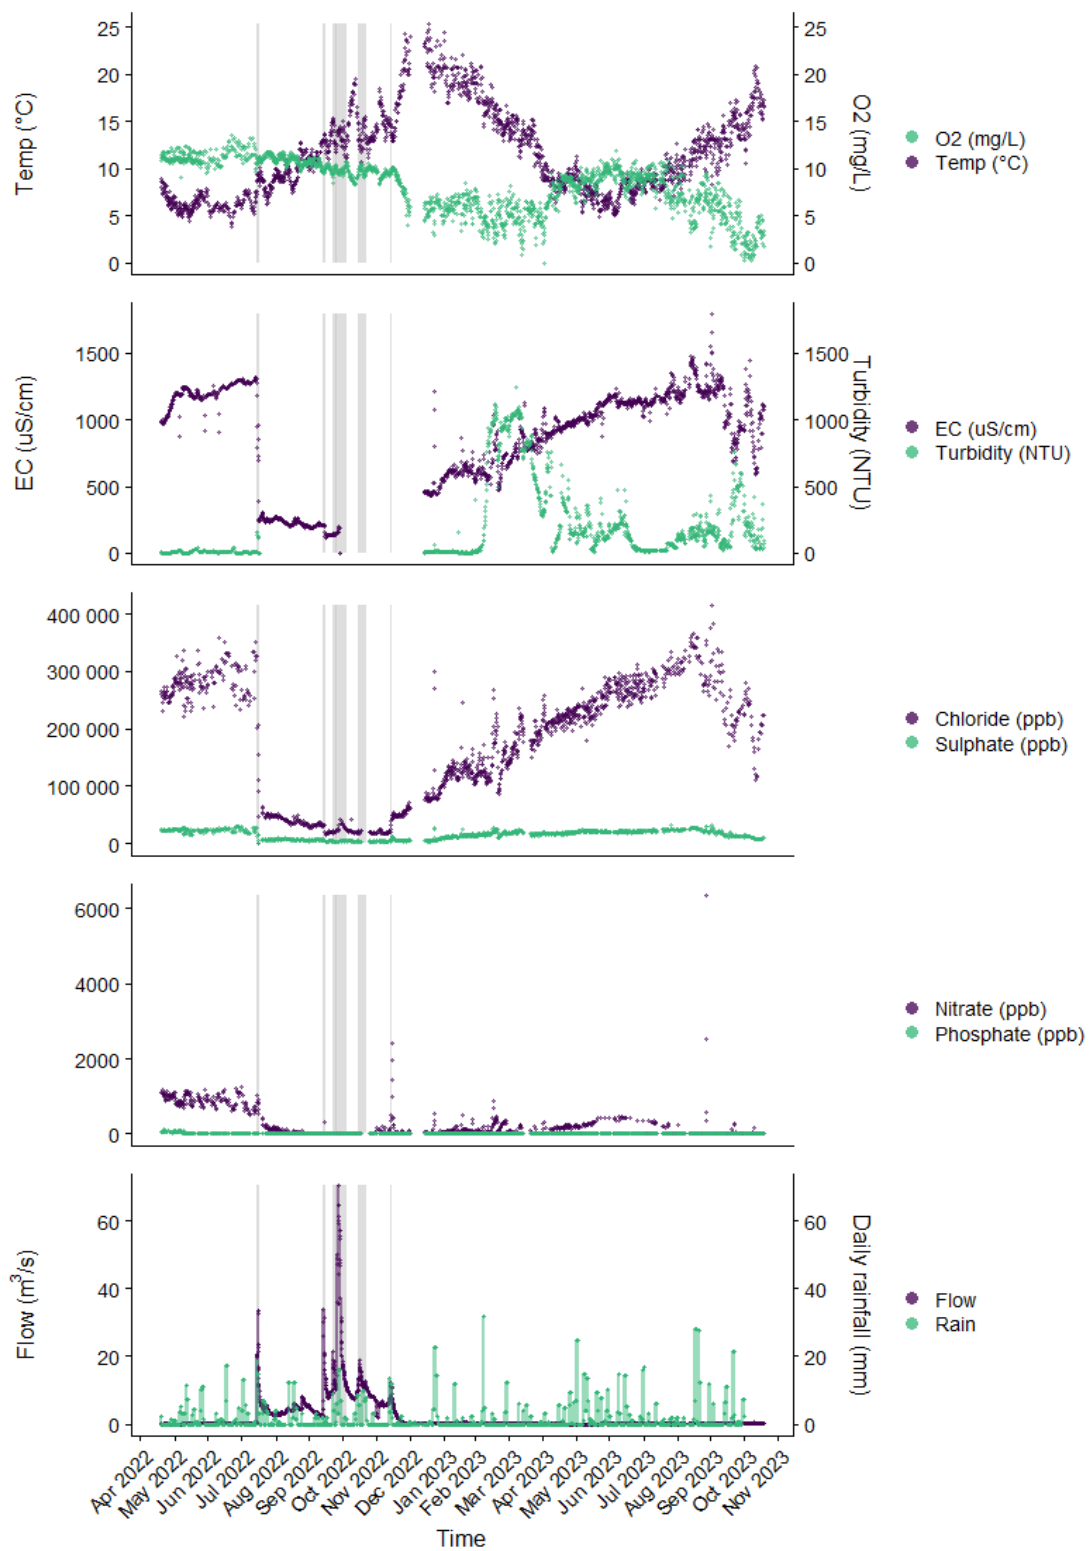 25
20
15
10
5
0
Temp (°C)
25
20
15
10
5
0
O2 (mg/L)
O2 (mg/L)
Temp (°C)
1500
1000
500
0
EC (uS/cm)
1500
1000
500
0
Turbidity (NTU)
EC (uS/cm)
Turbidity (NTU)
400 000
300 000
200 000
100 000
0
Chloride (ppb)
Sulphate (ppb)
6000
4000
2000
0
Nitrate (ppb)
Phosphate (ppb)
60
40
20
0
Flow (m³/s)
60
40
20
0
Daily rainfall (mm)
Flow
Rain
Apr 2022
May 2022
Jun 2022
Jul 2022
Aug 2022
Sep 2022
Oct 2022
Nov 2022
Dec 2022
Jan 2023
Feb 2023
Mar 2023
Apr 2023
May 2023
Jun 2023
Jul 2023
Aug 2023
Sep 2023
Oct 2023
Nov 2023
Time